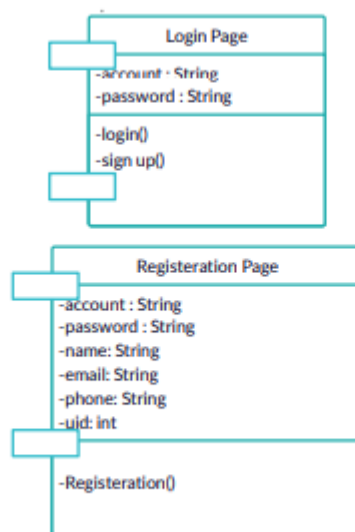 Login Page
-account : String
-password : String
-login()
-sign up()
Registeration Page
-account : String
-password : String
-name: String
-email: String
-phone: String
-uid: int
-Registeration()